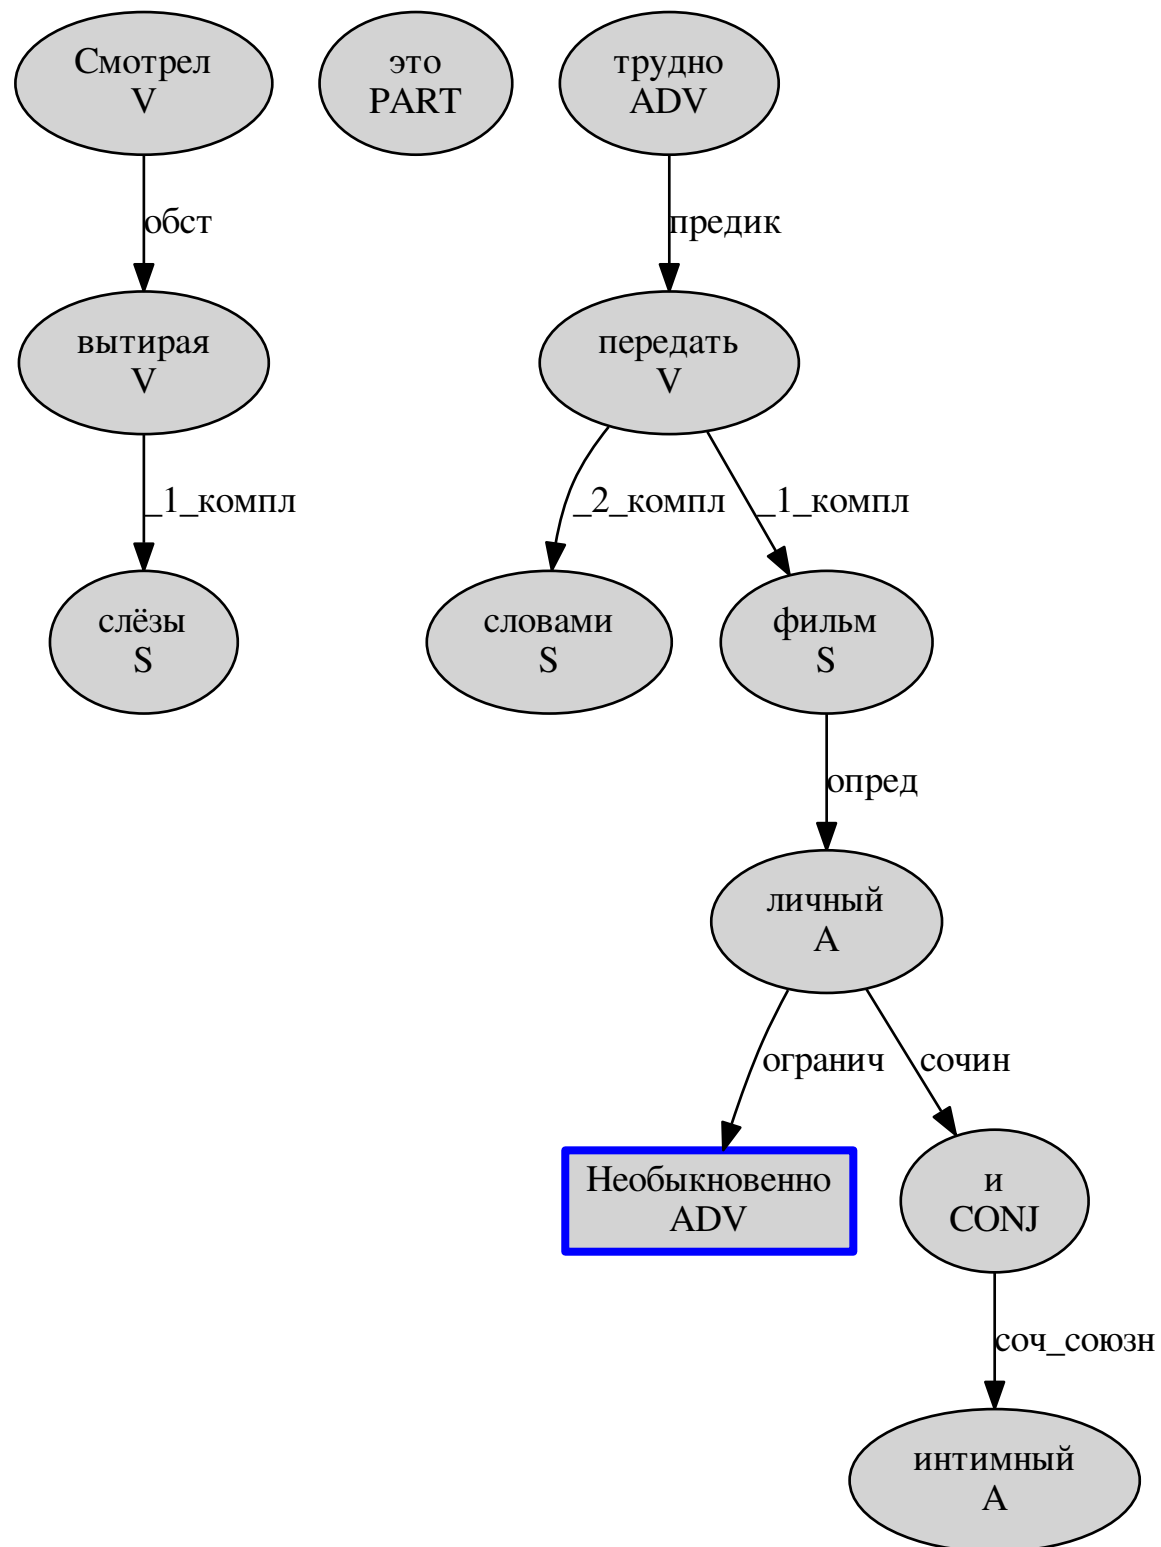 Смотрел
V
это
PART
трудно
ADV
обст
предик
вытирая
V
передать
V
_1_компл
_2_компл
_1_компл
слёзы
S
словами
S
фильм
S
опред
личный
A
огранич
сочин
Необыкновенно
ADV
и
CONJ
соч_союзн
интимный
A